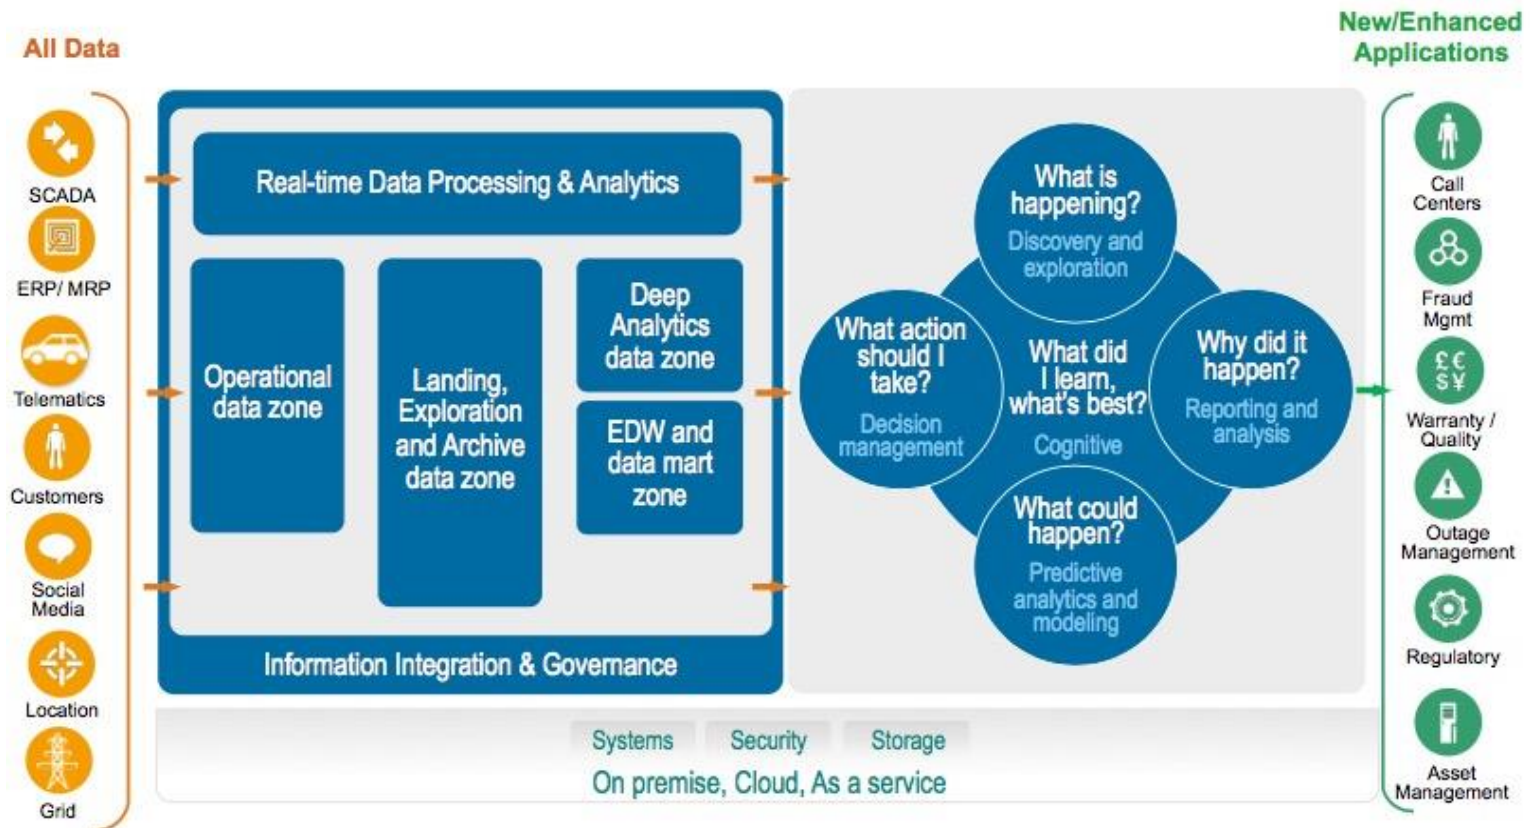 All Data
SCADA
ERP/ MRP
Telematics
Customers
Social
Media
Location
Grid
Real-time Data Processing & Analytics
Operational
data zone
Landing,
Exploration
and Archive
data zone
Deep
Analytics
data zone
EDW and
data mart
zone
Information Integration & Governance
What is
happening?
Discovery and
exploration
What action
should I
take?
Decision
management
What did
I learn,
what's best?
Cognitive
Why did it
happen?
Reporting and
analysis
What could
happen?
Predictive
analytics and
modeling
Systems
Security
Storage
On premise, Cloud, As a service
New/Enhanced
Applications
Call
Centers
Fraud
Mgmt
£ €
$ ¥
Warranty /
Quality
Outage
Management
Regulatory
Asset
Management